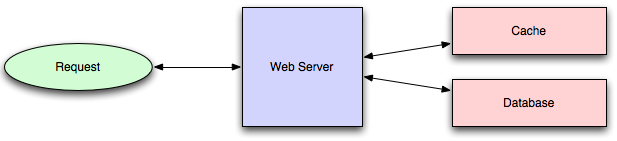 Request
Web Server
Cache
Database